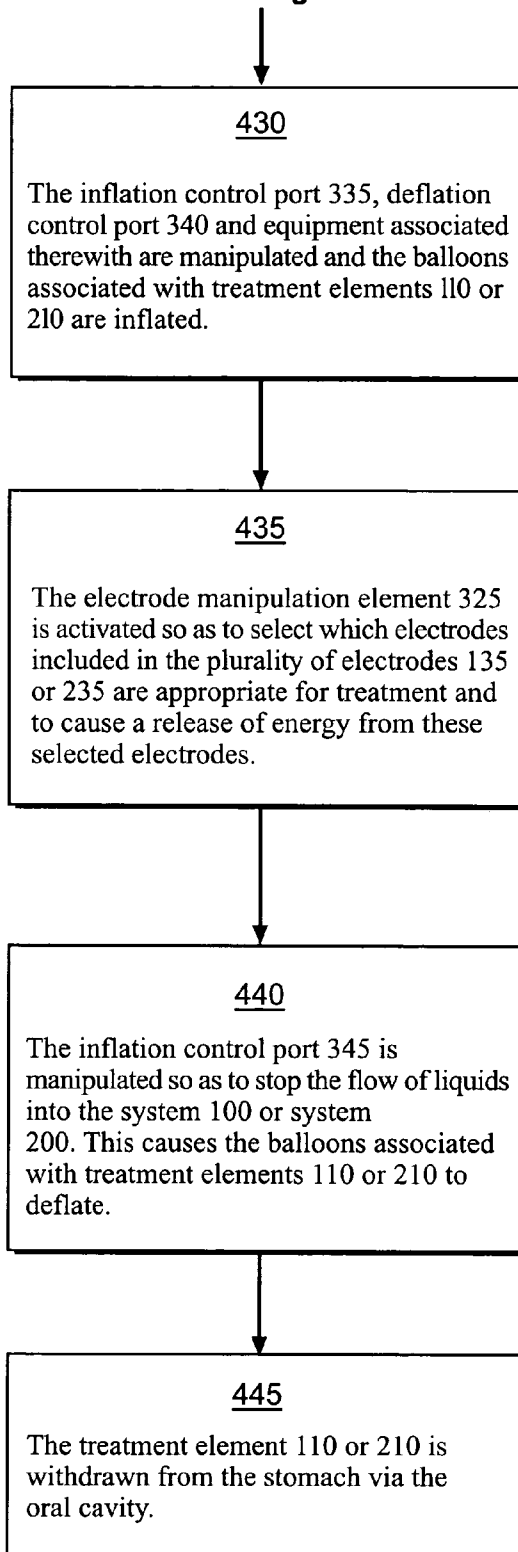 430
The inflation control port 335, deflation
control port 340 and equipment associated
therewith are manipulated and the balloons
associated with treatment elements 110 or
210 are inflated.
435
The electrode manipulation element 325
is activated so as to select which electrodes
included in the plurality of electrodes 135
or 235 are appropriate for treatment and
to cause a release of energy from these
selected electrodes.
440
The inflation control port 345 is
manipulated so as to stop the flow of liquids
into the system 100 or system
200. This causes the balloons associated
with treatment elements 110 or 210 to
deflate.
445
The treatment element 110 or 210 is
withdrawn from the stomach via the
oral cavity.